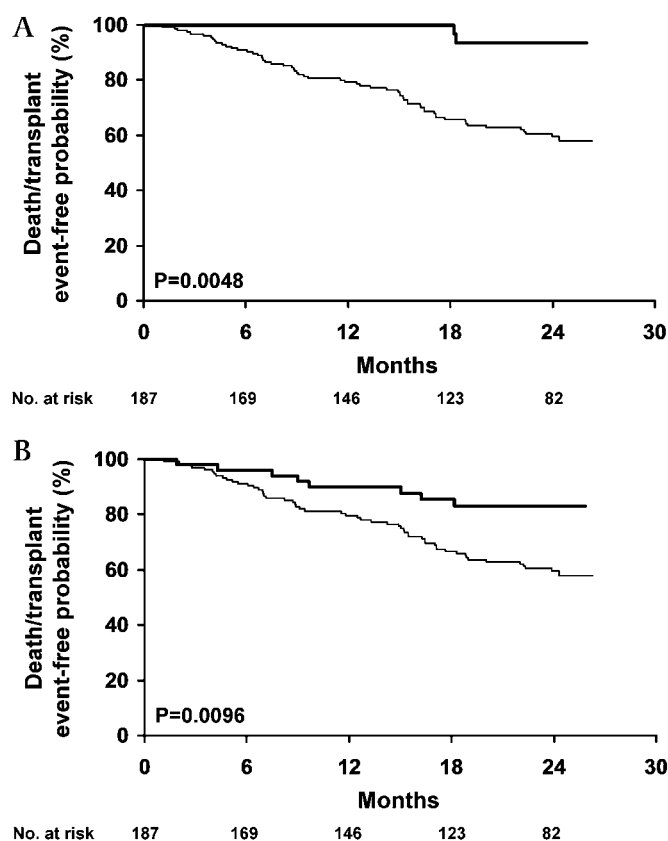 A
Death/transplant
event-free probability (%)
100
80
60
40
20
0
P=0.0048
0 6 12 18 24 30
Months
No. at risk 187 169 146 123 82
B
Death/transplant
event-free probability (%)
100
80
60
40
20
0
P=0.0096
0 6 12 18 24 30
Months
No. at risk 187 169 146 123 82